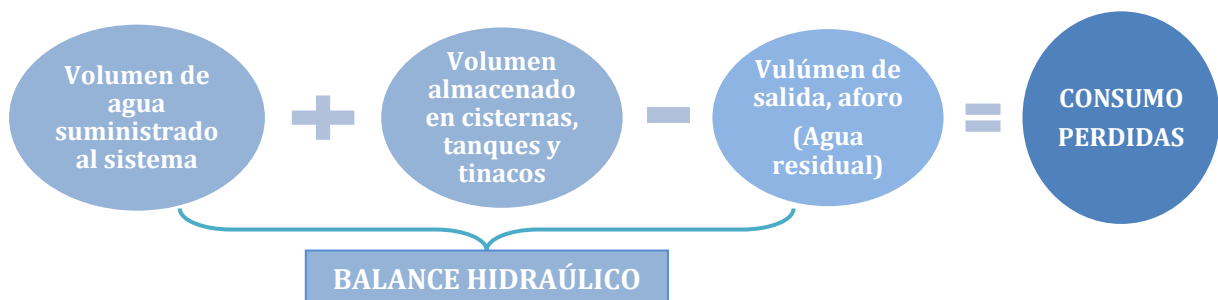 Volumen de
agua
suministrado
al sistema
+
Volumen
almacenado
en cisternas,
tanques y
tinacos
-
Vulúmen de
salida, aforo
(Agua
residual)
=
CONSUMO
PERDIDAS
BALANCE HIDRAÚLICO